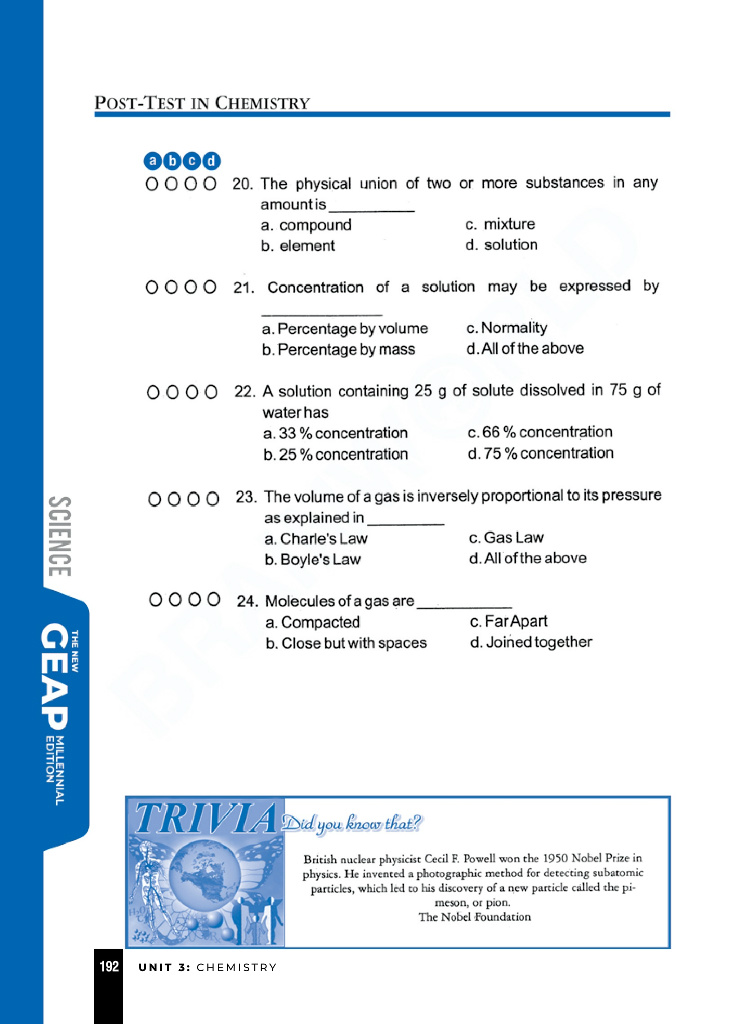 POST-TEST IN CHEMISTRY
a b c d
20. The physical union of two or more substances in any
amount is __________
a. compound
c. mixture
b. element
d. solution
21. Concentration of a solution may be expressed by
______________
a. Percentage by volume
c. Normality
b. Percentage by mass
d. All of the above
22. A solution containing 25 g of solute dissolved in 75 g of
water has
a. 33 % concentration
c. 66 % concentration
b. 25 % concentration
d. 75 % concentration
23. The volume of a gas is inversely proportional to its pressure
as explained in _________
a. Charle's Law
c. Gas Law
b. Boyle's Law
d. All of the above
24. Molecules of a gas are ___________
a. Compacted
c. Far Apart
b. Close but with spaces
d. Joined together
SCIENCE
THE NEW
GEAP
MILLENNIAL
EDITION
TRIVIA
Did you know that?
British nuclear physicist Cecil F. Powell won the 1950 Nobel Prize in
physics. He invented a photographic method for detecting subatomic
particles, which led to his discovery of a new particle called the pi-
meson, or pion.
The Nobel Foundation
192
UNIT 3: CHEMISTRY